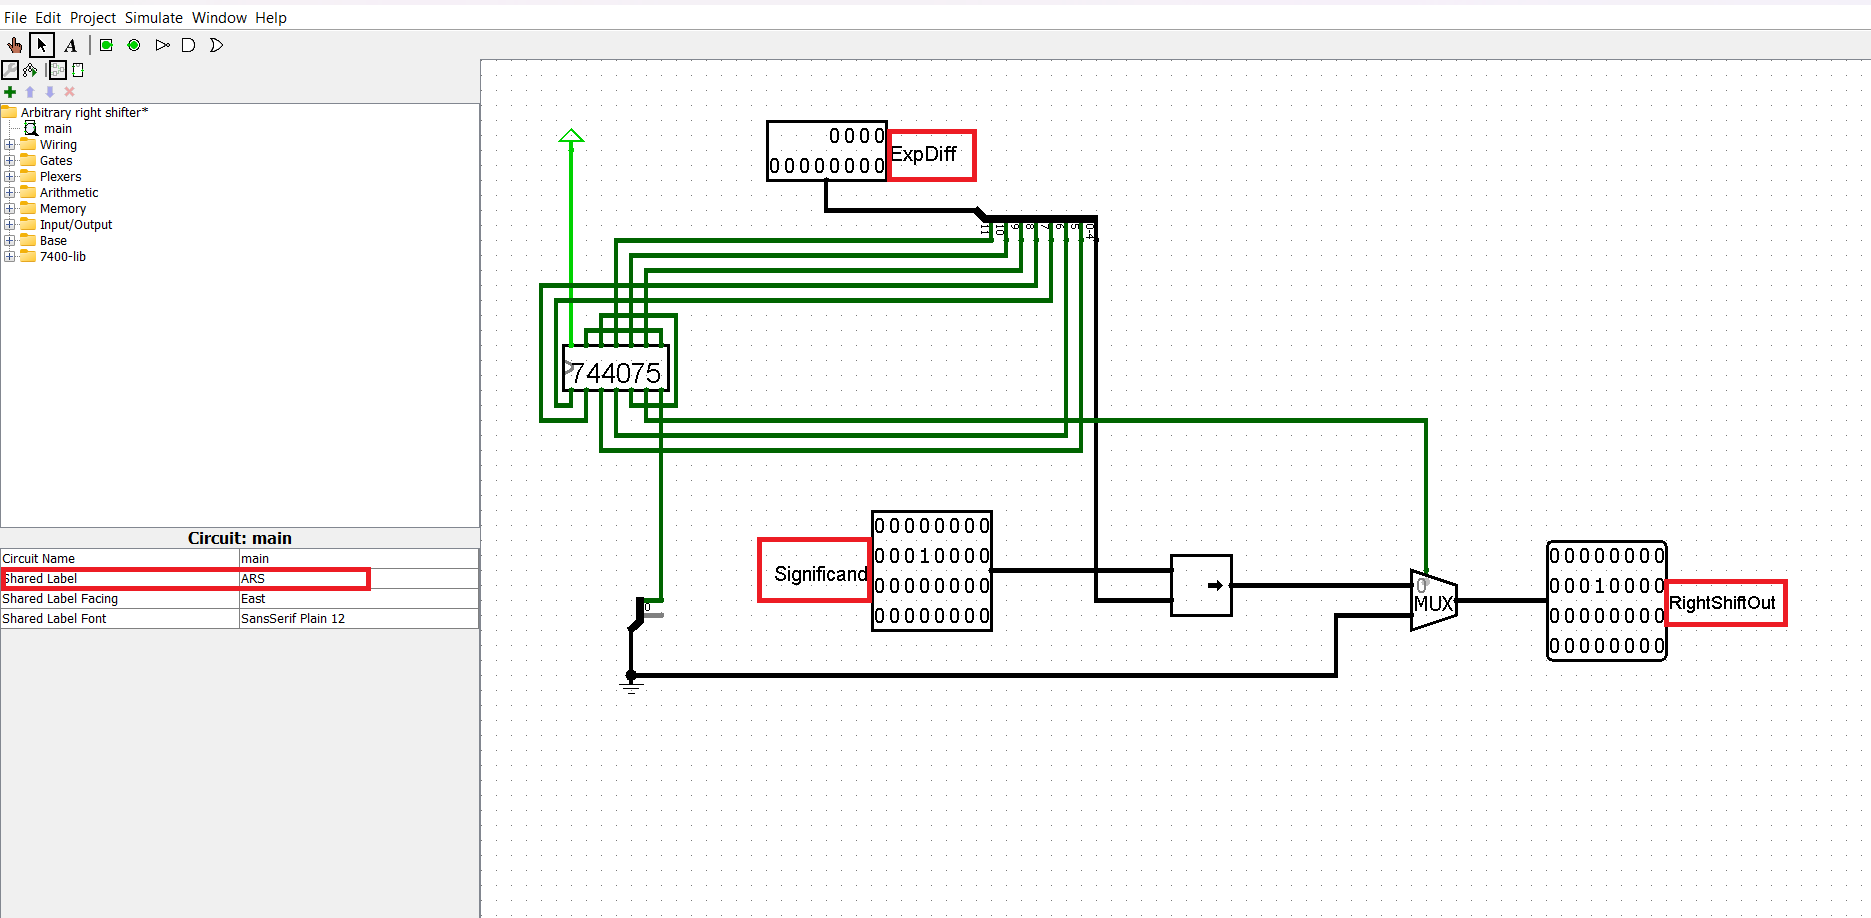 File Edit Project Simulate Window Help
A
Arbitrary right shifter*
main
Wiring
Gates
Plexers
Arithmetic
Memory
Input/Output
Base
7400-lib
Circuit: main
Circuit Name main
Shared Label ARS
Shared Label Facing East
Shared Label Font SansSerif Plain 12
0000
00000000
ExpDiff
11 10 9 8 7 6 5 0-4
744075
Significand
00000000
00010000
00000000
00000000
0
0
MUX
00000000
00010000
00000000
00000000
RightShiftOut